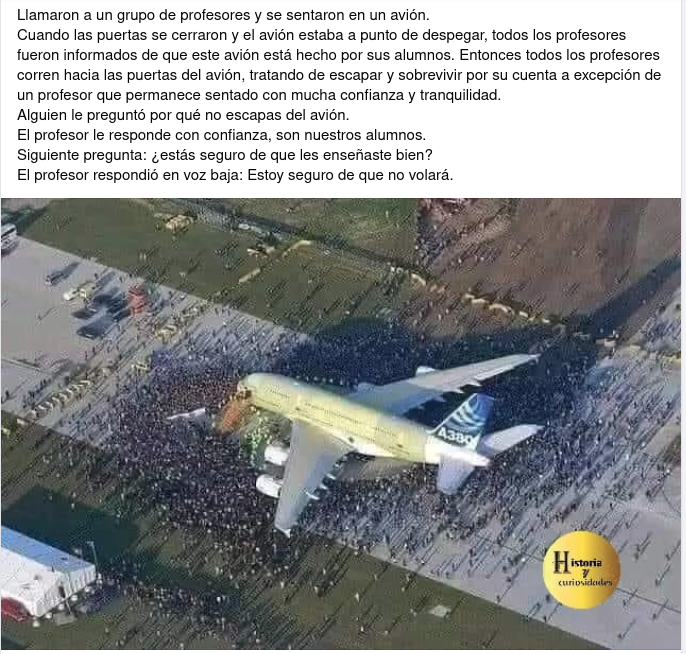 Llamaron a un grupo de profesores y se sentaron en un avión.
Cuando las puertas se cerraron y el avión estaba a punto de despegar, todos los profesores
fueron informados de que este avión está hecho por sus alumnos. Entonces todos los profesores
corren hacia las puertas del avión, tratando de escapar y sobrevivir por su cuenta a excepción de
un profesor que permanece sentado con mucha confianza y tranquilidad.
Alguien le preguntó por qué no escapas del avión.
El profesor le responde con confianza, son nuestros alumnos.
Siguiente pregunta: ¿estás seguro de que les enseñaste bien?
El profesor respondió en voz baja: Estoy seguro de que no volará.
A380
Historia
y
curiosidades